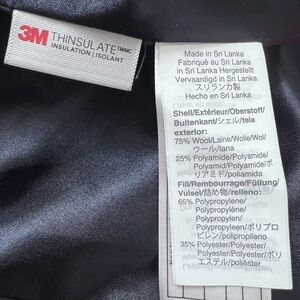 3M THINSULATE TM/MC
INSULATION | ISOLANT
Made in Sri Lanka
Fabriqué au Sri Lanka
in Sri Lanka Hergestelt
Vervaardigd in Sri Lanka
スリランカ製
Hecho en Sri Lanka
Shell/Extérieur/Oberstoff/
Buitenkant/シェル/tela
exterior:
75% Wool/Laine/Wolle/Wol/
ウール/lana
25% Polyamide/Polyamide/
Polyamid/Polyamide/ポ
リアミド/poliamida
Fill/Rembourrage/Füllung/
Vulsel/詰め物/relleno:
65% Polypropylene/
Polypropylène/
Polypropylen/
Polypropyleen/ポリプロ
ピレン/polipropileno
35% Polyester/Polyester/
Polyester/Polyester/ポリ
エステル/poliéster